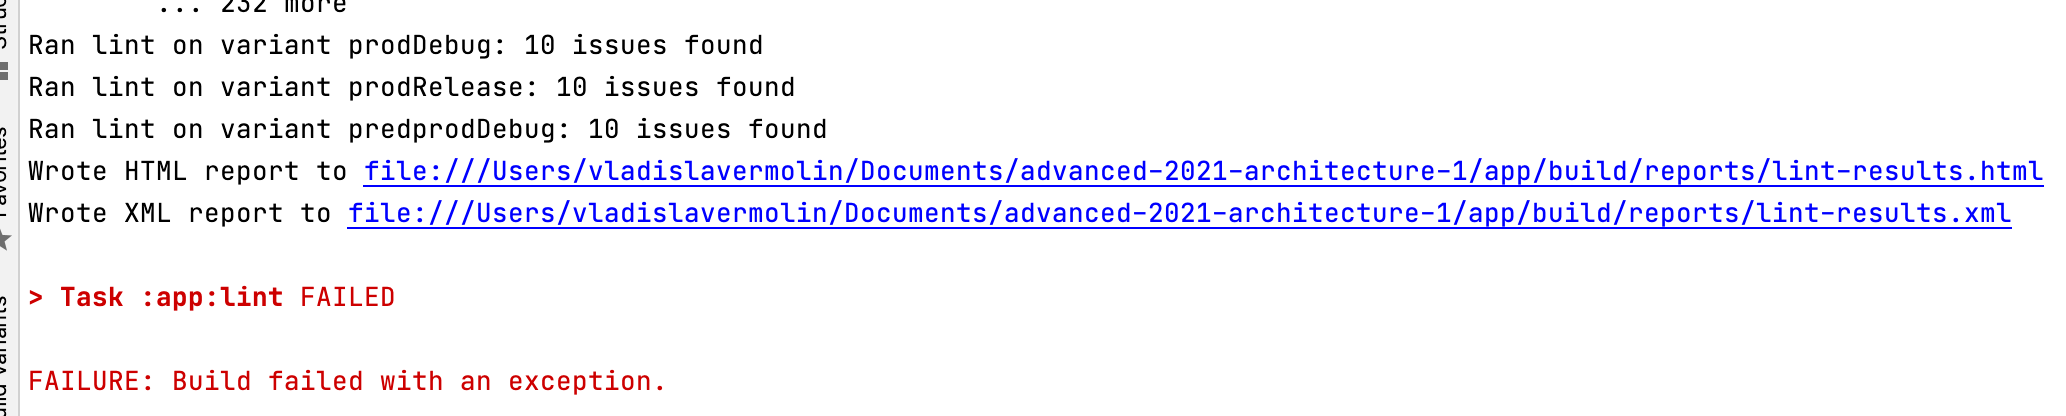 ... 232 more
Ran lint on variant prodDebug: 10 issues found
Ran lint on variant prodRelease: 10 issues found
Ran lint on variant predprodDebug: 10 issues found
Wrote HTML report to file:///Users/vladislavermolin/Documents/advanced-2021-architecture-1/app/build/reports/lint-results.html
Wrote XML report to file:///Users/vladislavermolin/Documents/advanced-2021-architecture-1/app/build/reports/lint-results.xml
> Task :app:lint FAILED
FAILURE: Build failed with an exception.